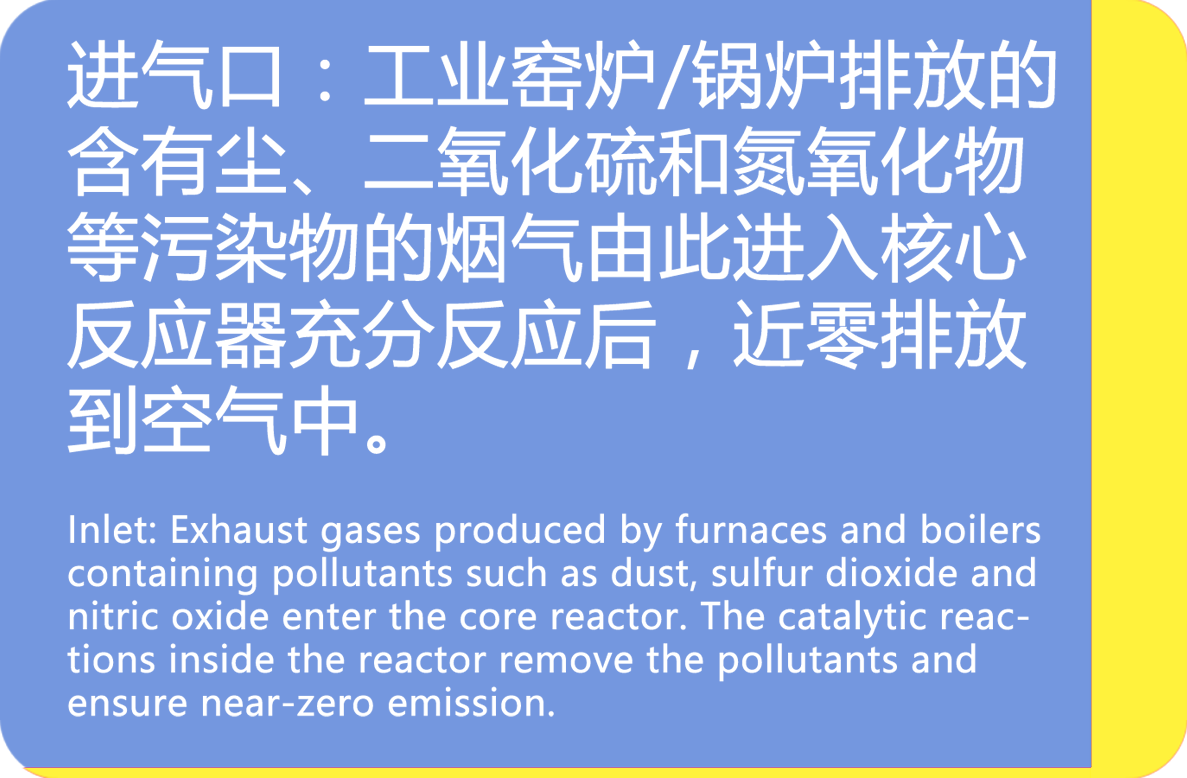 进气口：工业窑炉/锅炉排放的
含有尘、二氧化硫和氮氧化物
等污染物的烟气由此进入核心
反应器充分反应后，近零排放
到空气中。
Inlet: Exhaust gases produced by furnaces and boilers
containing pollutants such as dust, sulfur dioxide and
nitric oxide enter the core reactor. The catalytic reac-
tions inside the reactor remove the pollutants and
ensure near-zero emission.